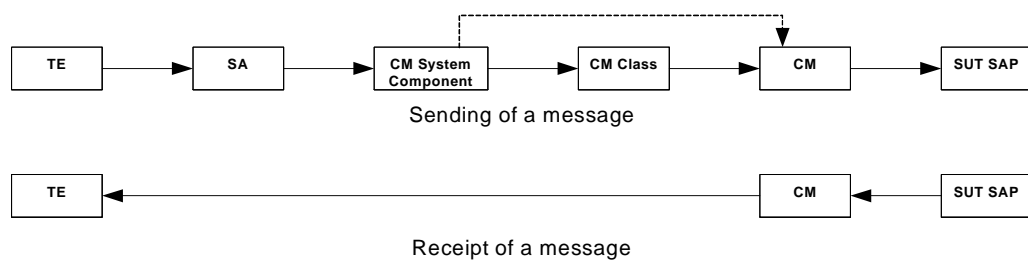 TE
SA
CM System
Component
CM Class
CM
SUT SAP
Sending of a message
TE
CM
SUT SAP
Receipt of a message